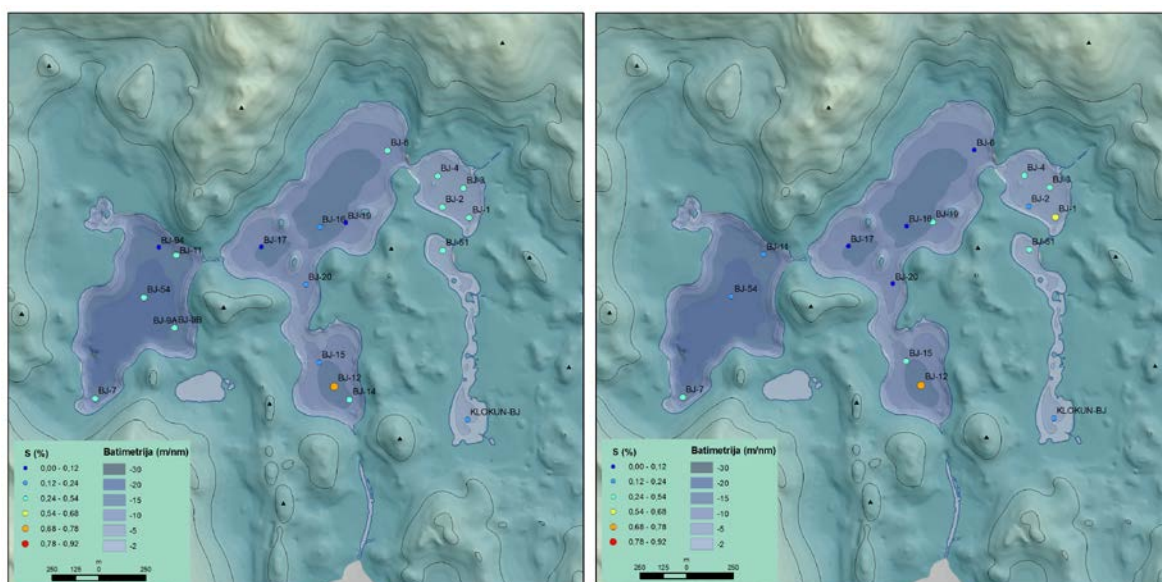 BJ-6
BJ-4
BJ-3
BJ-2
BJ-1
BJ-16
BJ-19
BJ-51
BJ-17
BJ-11
BJ-20
BJ-54
BJ-9A BJ-9B
BJ-15
BJ-12
BJ-7
BJ-14
KLOKUN-BJ
S (%)
0,00 - 0,12
0,12 - 0,24
0,24 - 0,54
0,54 - 0,68
0,68 - 0,78
0,78 - 0,92
Batimetrija (m/nm)
-30
-20
-15
-10
-5
-2
m
250 125 0 250
BJ-6
BJ-4
BJ-3
BJ-2
BJ-1
BJ-16
BJ-19
BJ-51
BJ-17
BJ-11
BJ-20
BJ-54
BJ-15
BJ-12
BJ-7
KLOKUN-BJ
S (%)
0,00 - 0,12
0,12 - 0,24
0,24 - 0,54
0,54 - 0,68
0,68 - 0,78
0,78 - 0,92
Batimetrija (m/nm)
-30
-20
-15
-10
-5
-2
m
250 125 0 250